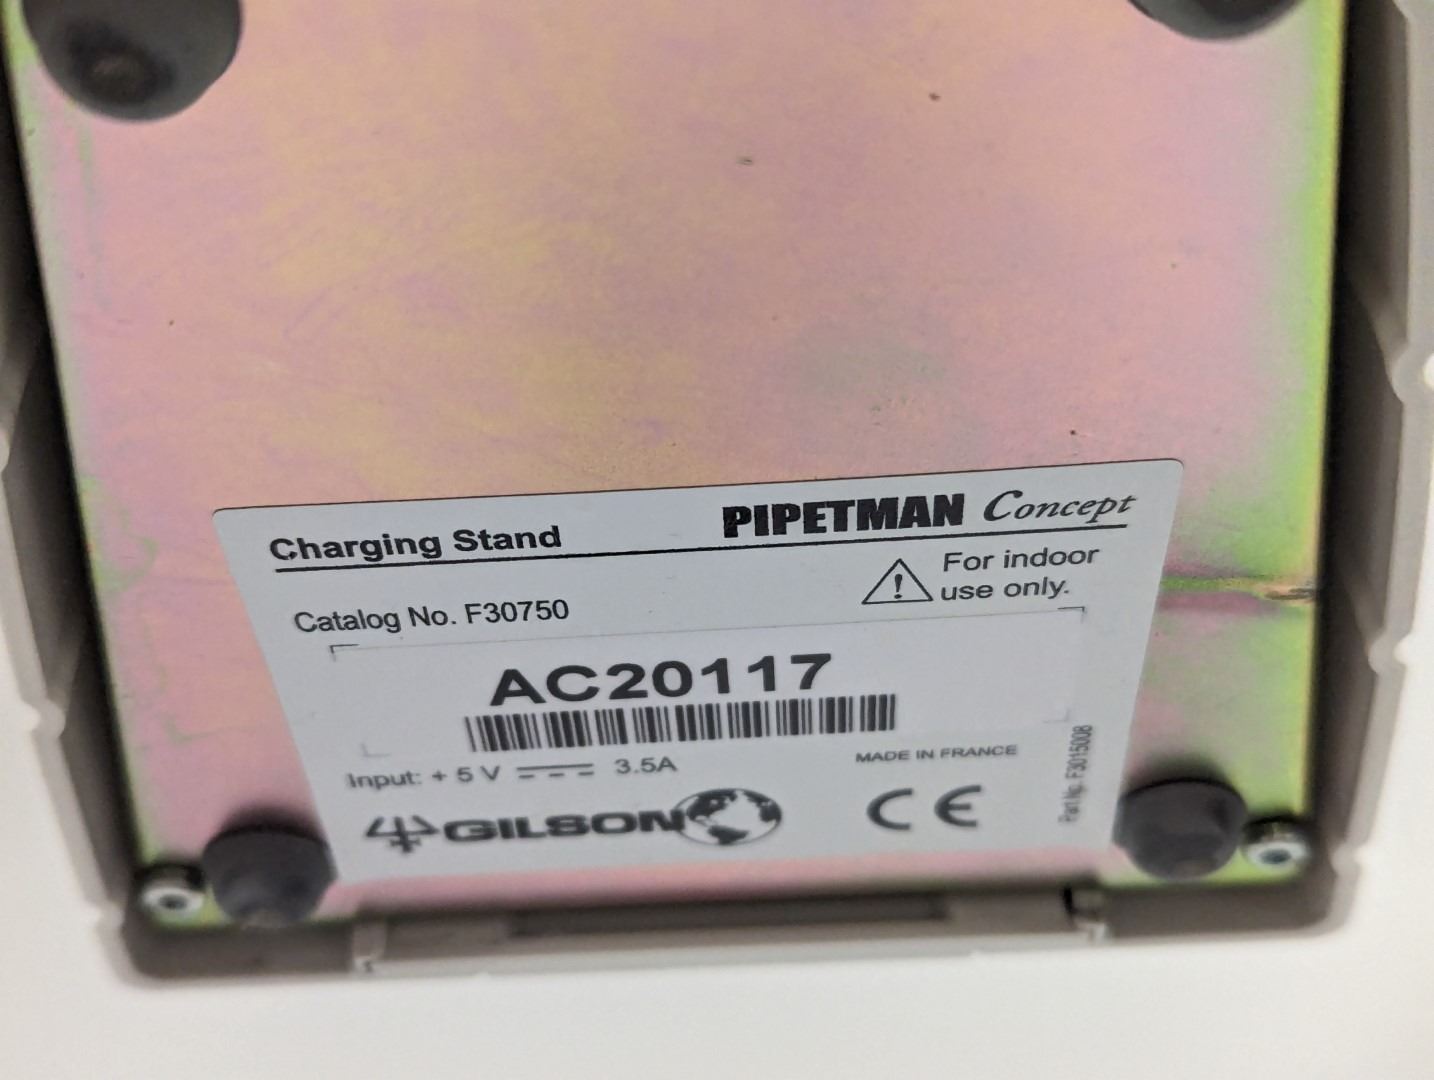 Charging Stand PIPETMAN Concept
For indoor
use only.
Catalog No. F30750
AC20117
Input: + 5 V 3.5A
MADE IN FRANCE
GILSON CE
Part No. F3015008